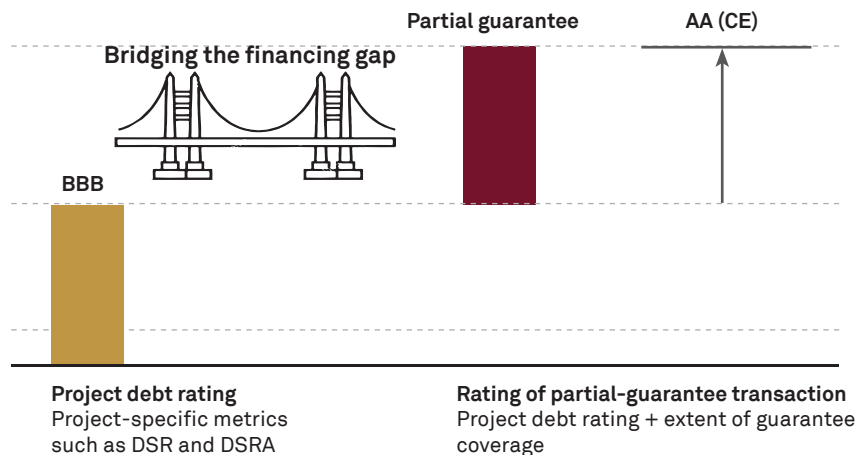 Partial guarantee
AA (CE)
Bridging the financing gap
BBB
Project debt rating
Project-specific metrics
such as DSR and DSRA
Rating of partial-guarantee transaction
Project debt rating + extent of guarantee
coverage